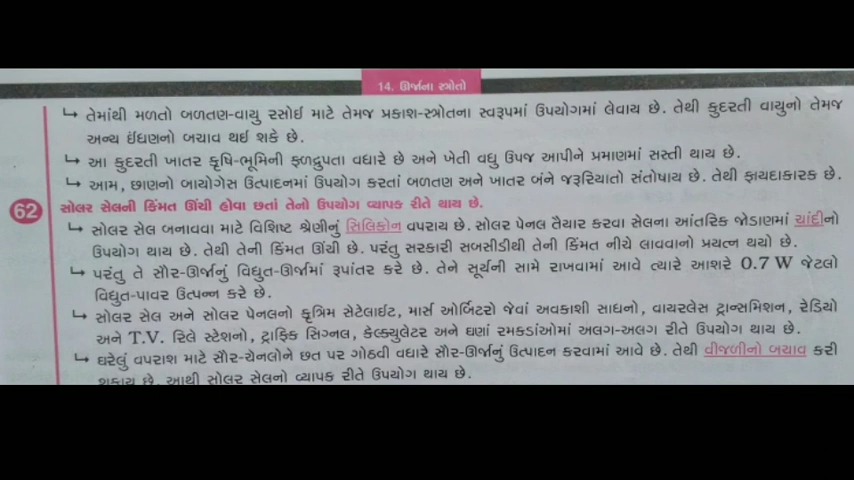 14. ઊર્જાના સ્ત્રોતો
↳ તેમાંથી મળતો બળતણ-વાયુ રસોઈ માટે તેમજ પ્રકાશ-સ્ત્રોતના સ્વરૂપમાં ઉપયોગમાં લેવાય છે. તેથી કુદરતી વાયુનો તેમજ
અન્ય ઈંધણનો બચાવ થઈ શકે છે.
↳ આ કુદરતી ખાતર કૃષિ-ભૂમિની ફળદ્રુપતા વધારે છે અને ખેતી વધુ ઉપજ આપીને પ્રમાણમાં સસ્તી થાય છે.
↳ આમ, છાણનો બાયોગેસ ઉત્પાદનમાં ઉપયોગ કરતાં બળતણ અને ખાતર બંને જરૂરિયાતો સંતોષાય છે. તેથી ફાયદાકારક છે.
62 સોલર સેલની કિંમત ઊંચી હોવા છતાં તેનો ઉપયોગ વ્યાપક રીતે થાય છે.
↳ સોલર સેલ બનાવવા માટે વિશિષ્ટ શ્રેણીનું સિલિકોન વપરાય છે. સોલર પેનલ તૈયાર કરવા સેલના આંતરિક જોડાણમાં ચાંદીનો
ઉપયોગ થાય છે. તેથી તેની કિંમત ઊંચી છે. પરંતુ સરકારી સબસીડીથી તેની કિંમત નીચે લાવવાનો પ્રયત્ન થયો છે.
↳ પરંતુ તે સૌર-ઊર્જાનું વિદ્યુત-ઊર્જામાં રૂપાંતર કરે છે. તેને સૂર્યની સામે રાખવામાં આવે ત્યારે આશરે 0.7 W જેટલો
વિદ્યુત-પાવર ઉત્પન્ન કરે છે.
↳ સોલર સેલ અને સોલર પેનલનો કૃત્રિમ સેટેલાઈટ, માર્સ ઓર્બિટરો જેવાં અવકાશી સાધનો, વાયરલેસ ટ્રાન્સમિશન, રેડિયો
અને T.V. રિલે સ્ટેશનો, ટ્રાફિક સિગ્નલ, કેલ્ક્યુલેટર અને ઘણાં રમકડાંઓમાં અલગ-અલગ રીતે ઉપયોગ થાય છે.
↳ ઘરેલું વપરાશ માટે સૌર-પેનલોને છત પર ગોઠવી વધારે સૌર-ઊર્જાનું ઉત્પાદન કરવામાં આવે છે. તેથી વીજળીનો બચાવ કરી
શકાય છે. આથી સોલર સેલનો વ્યાપક રીતે ઉપયોગ થાય છે.